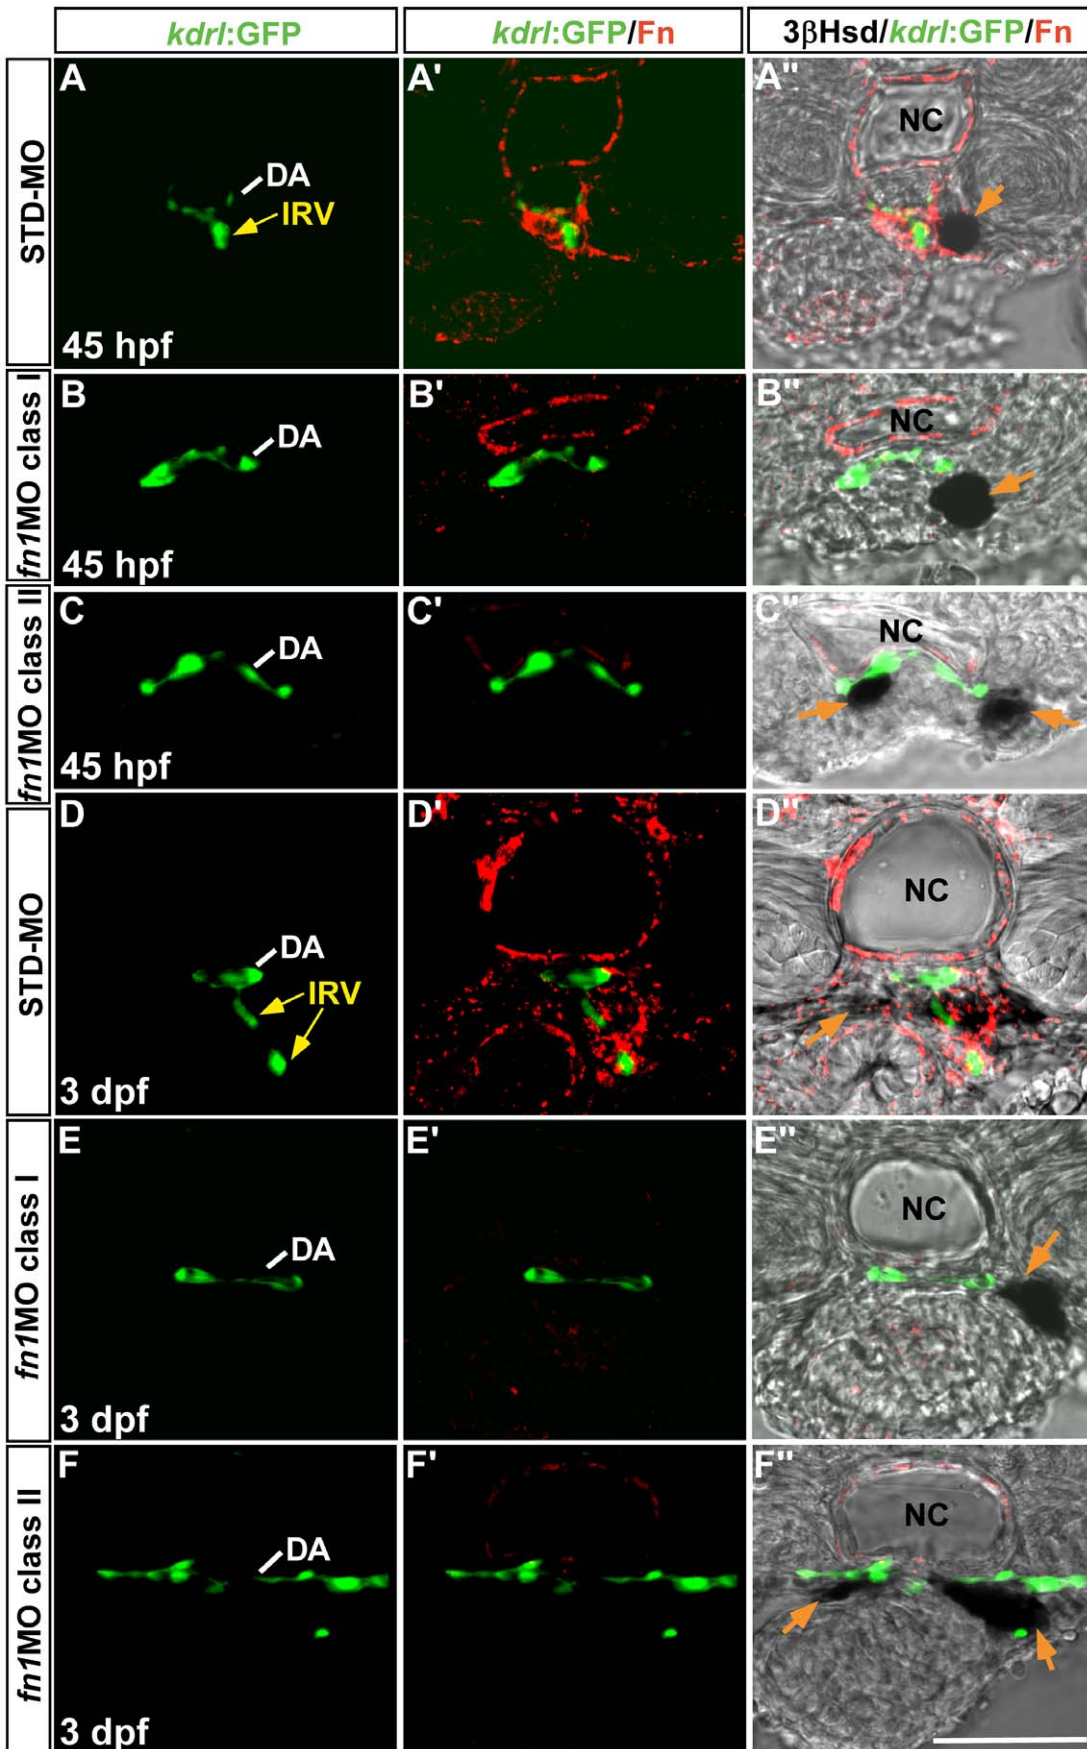 kdrl:GFP
kdrl:GFP/Fn
3βHsd/kdrl:GFP/Fn
STD-MO
A
DA
IRV
45 hpf
A'
A"
NC
fn1MO class I
B
DA
45 hpf
B'
B"
NC
fn1MO class II
C
DA
45 hpf
C'
C"
NC
STD-MO
D
DA
IRV
3 dpf
D'
D"
NC
fn1MO class I
E
DA
3 dpf
E'
E"
NC
fn1MO class II
F
DA
3 dpf
F'
F"
NC